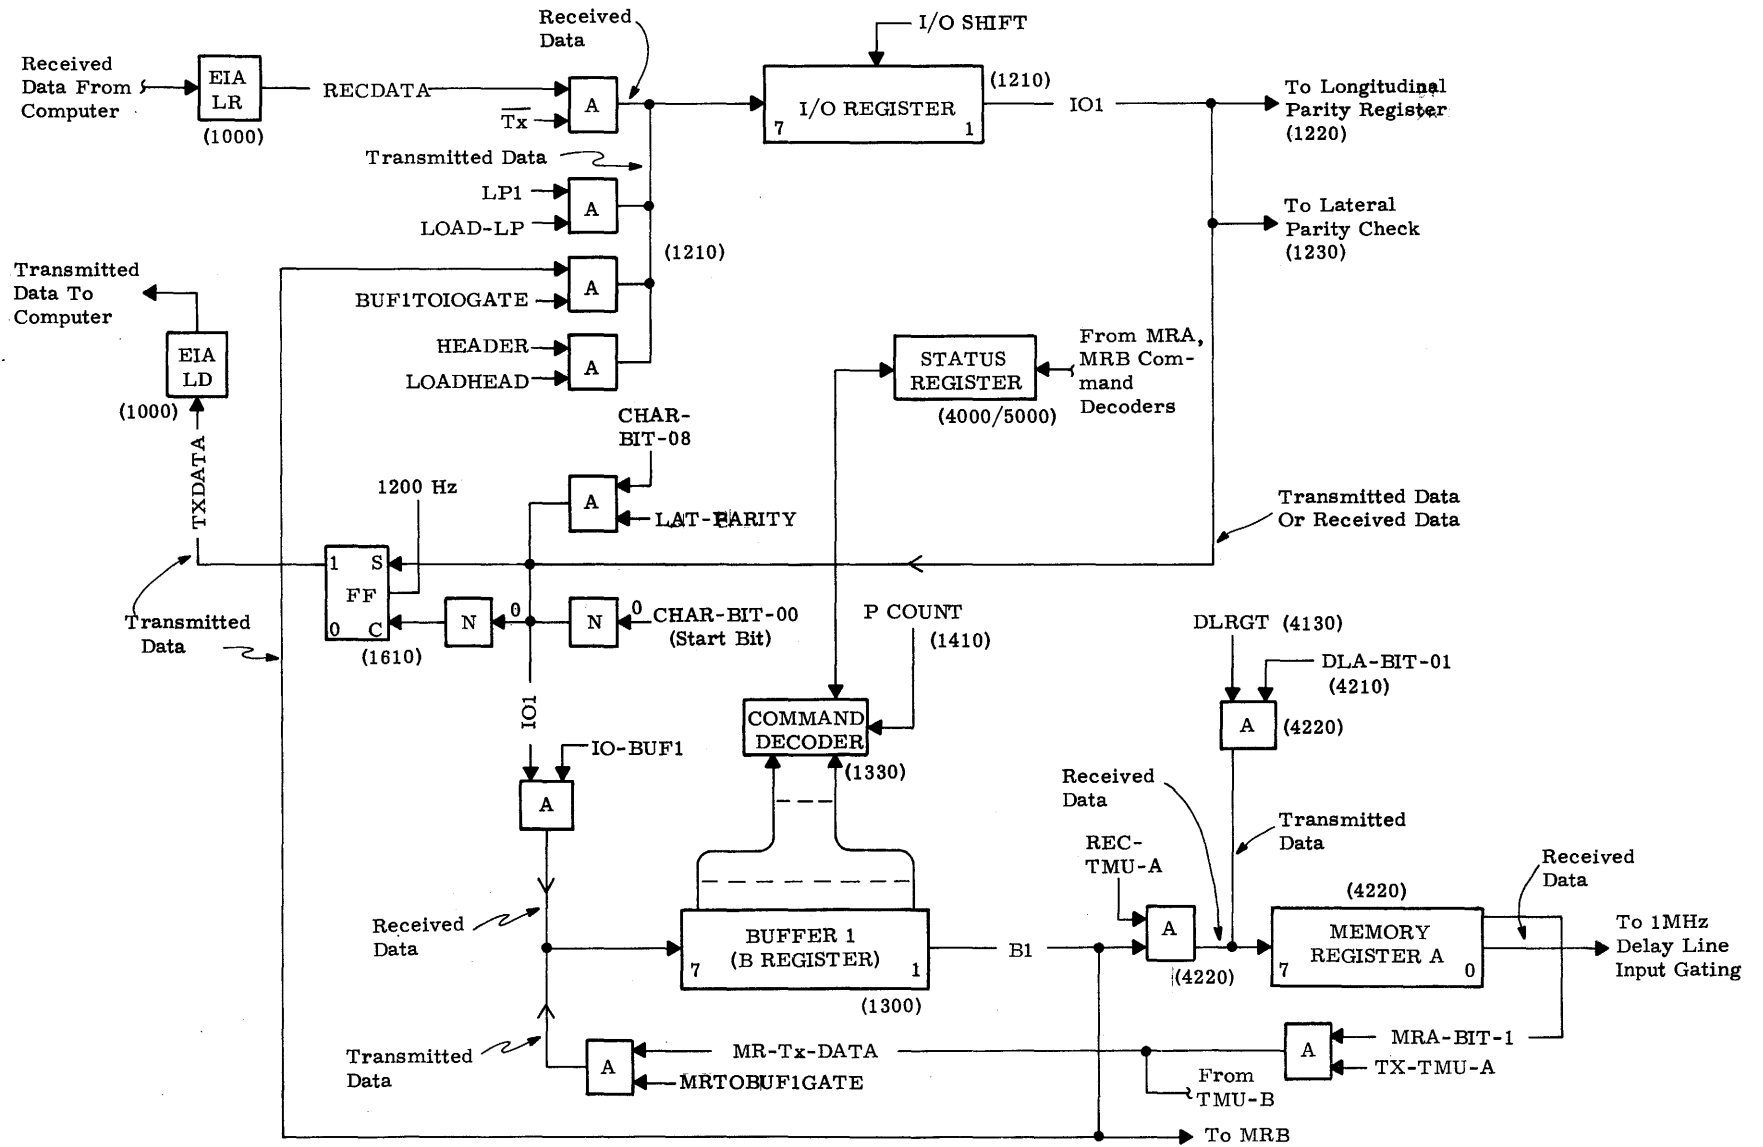 Received
Data
I/O SHIFT
Received
Data From
Computer
EIA
LR
(1000)
RECDATA
Tx
A
I/O REGISTER
7
1
(1210)
IO1
To Longitudinal
Parity Register
(1220)
Transmitted Data
LP1
LOAD-LP
A
To Lateral
Parity Check
(1230)
(1210)
Transmitted
Data To
Computer
BUF1TOIOGATE
A
HEADER
LOADHEAD
A
EIA
LD
(1000)
STATUS
REGISTER
(4000/5000)
From MRA,
MRB Com-
mand
Decoders
CHAR-
BIT-08
TXDATA
1200 Hz
A
LAT-PARITY
Transmitted Data
Or Received Data
1
S
FF
0
C
(1610)
N
0
N
0
CHAR-BIT-00
(Start Bit)
Transmitted
Data
P COUNT
(1410)
DLRGT (4130)
DLA-BIT-01
(4210)
A
(4220)
IO1
IO-BUF1
A
COMMAND
DECODER
(1330)
Received
Data
Transmitted
Data
REC-
TMU-A
Received
Data
Received
Data
BUFFER 1
(B REGISTER)
7
1
(1300)
B1
A
(4220)
(4220)
MEMORY
REGISTER A
7
0
To 1MHz
Delay Line
Input Gating
Transmitted
Data
A
MR-Tx-DATA
MRTOBUF1GATE
A
MRA-BIT-1
TX-TMU-A
From
TMU-B
To MRB